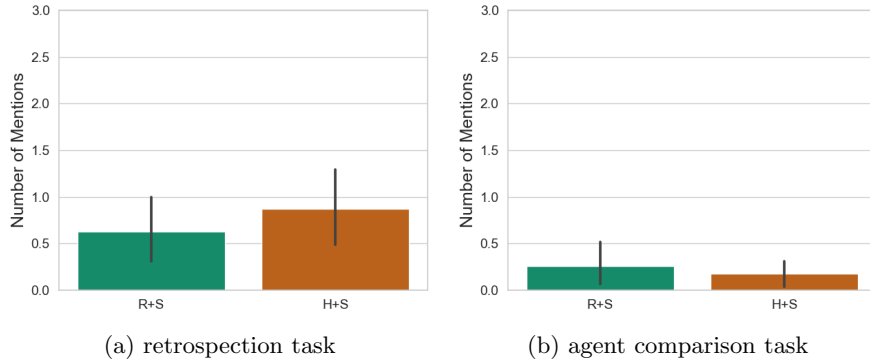 Number of Mentions
3.0
2.5
2.0
1.5
1.0
0.5
0.0
R+S
H+S
(a) retrospection task
Number of Mentions
3.0
2.5
2.0
1.5
1.0
0.5
0.0
R+S
H+S
(b) agent comparison task